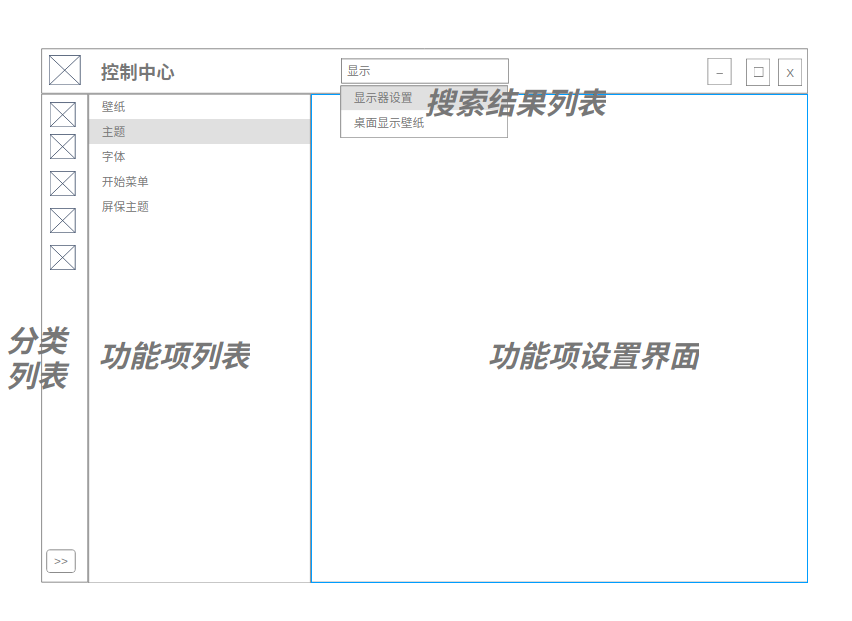 控制中心
显示
–
□
X
显示器设置
搜索结果列表
桌面显示壁纸
壁纸
主题
字体
开始菜单
屏保主题
分类
列表
功能项列表
功能项设置界面
>>